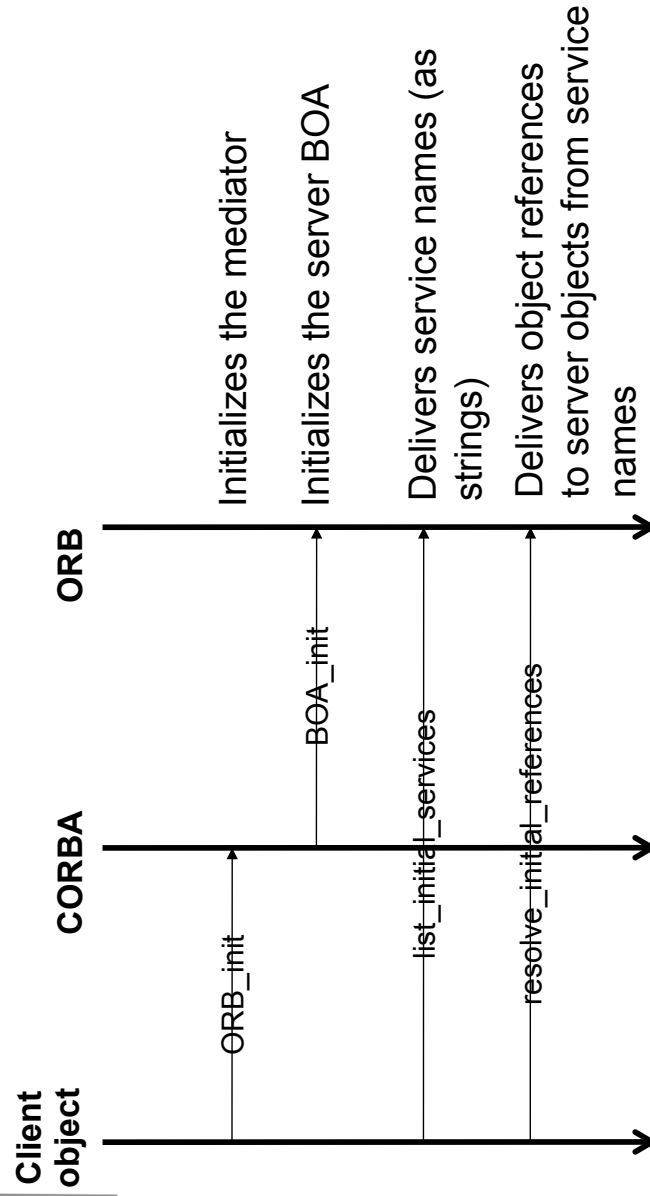 Client
object
CORBA
ORB
ORB_init
Initializes the mediator
BOA_init
Initializes the server BOA
list_initial_services
Delivers service names (as
strings)
resolve_initial_references
Delivers object references
to server objects from service
names